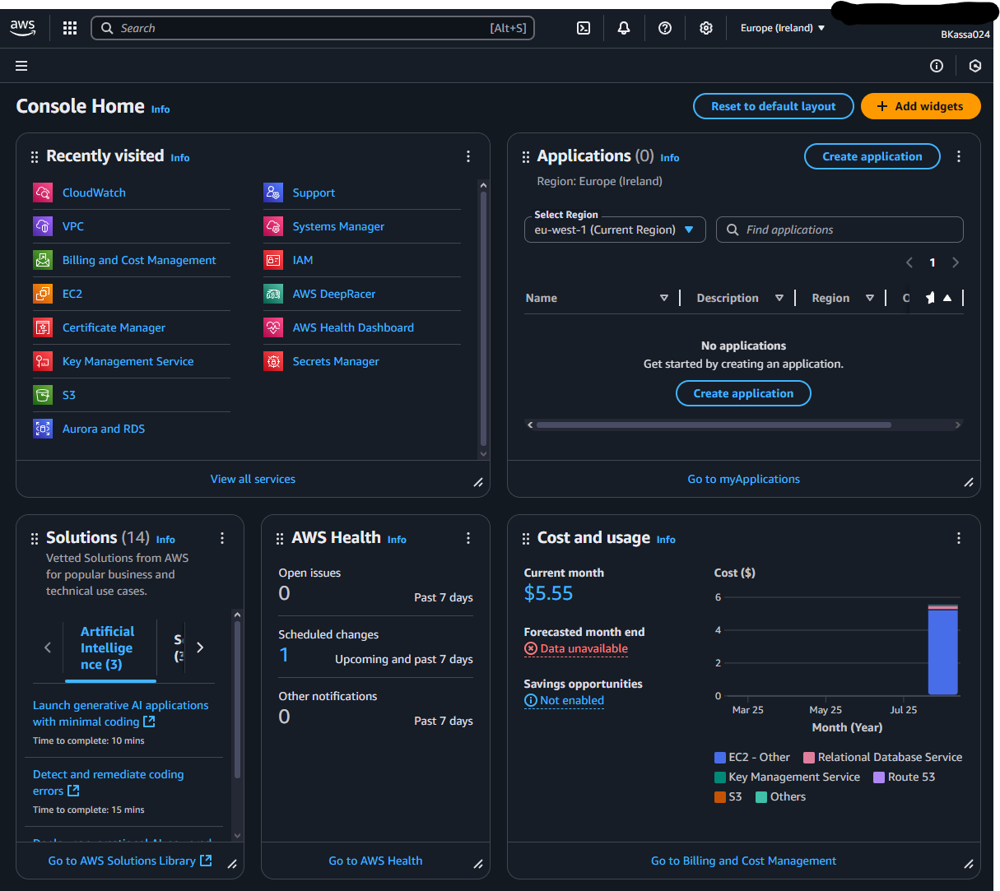 aws
Search [Alt+S]
Europe (Ireland)
BKassa024
Console Home Info
Reset to default layout
Add widgets
Recently visited Info
CloudWatch
VPC
Billing and Cost Management
EC2
Certificate Manager
Key Management Service
S3
Aurora and RDS
Support
Systems Manager
IAM
AWS DeepRacer
AWS Health Dashboard
Secrets Manager
View all services
Applications (0) Info
Create application
Region: Europe (Ireland)
Select Region
eu-west-1 (Current Region)
Find applications
1
Name Description Region
No applications
Get started by creating an application.
Create application
Go to myApplications
Solutions (14) Info
Vetted Solutions from AWS
for popular business and
technical use cases.
Artificial
Intellige
nce (3)
Launch generative AI applications
with minimal coding
Time to complete: 10 mins
Detect and remediate coding
errors
Time to complete: 15 mins
Go to AWS Solutions Library
AWS Health Info
Open issues
0 Past 7 days
Scheduled changes
1 Upcoming and past 7 days
Other notifications
0 Past 7 days
Go to AWS Health
Cost and usage Info
Current month
$5.55
Forecasted month end
Data unavailable
Savings opportunities
Not enabled
Cost ($)
6
4
2
0
Mar 25 May 25 Jul 25
Month (Year)
EC2 - Other Relational Database Service
Key Management Service Route 53
S3 Others
Go to Billing and Cost Management